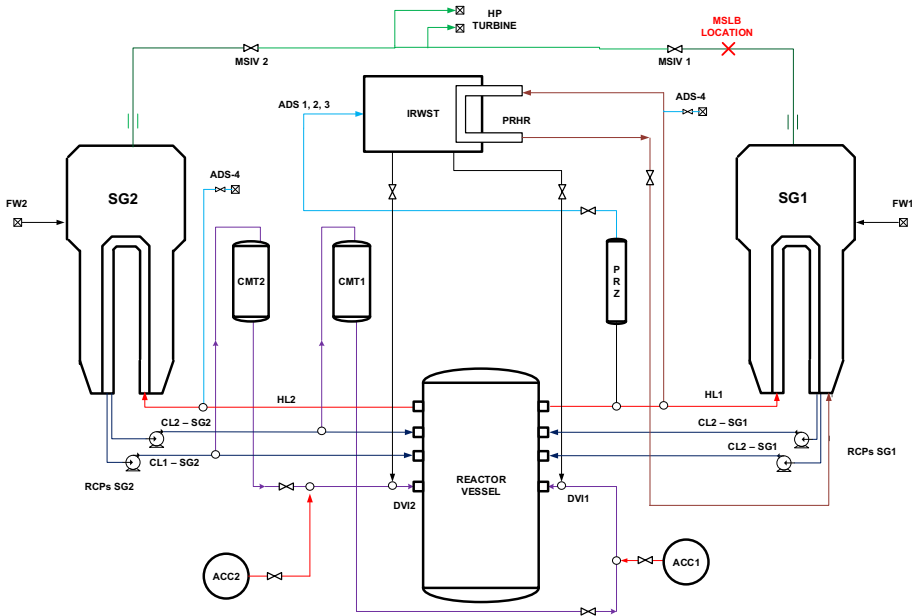 HP
TURBINE
MSLB
LOCATION
MSIV 2
MSIV 1
ADS 1, 2, 3
IRWST
PRHR
ADS-4
ADS-4
SG2
SG1
FW2
FW1
CMT2
CMT1
P
R
Z
HL2
HL1
CL2 – SG2
CL2 – SG1
CL1 – SG2
CL2 – SG1
RCPs SG2
RCPs SG1
REACTOR
VESSEL
DVI2
DVI1
ACC2
ACC1